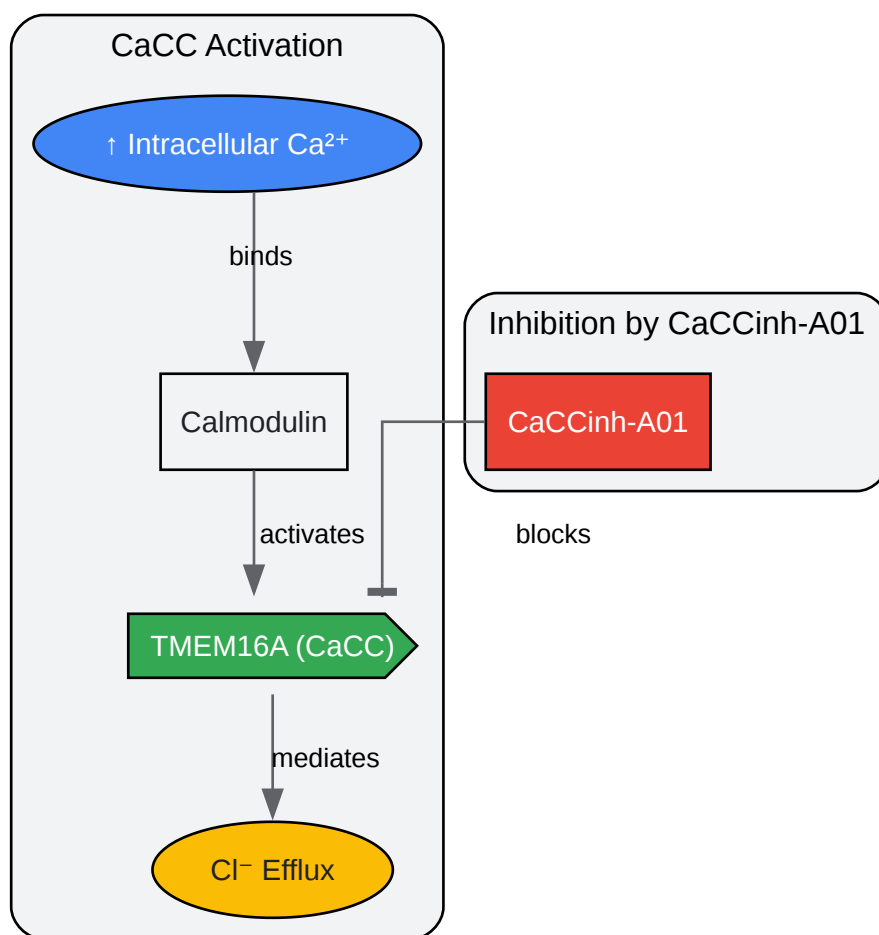 CaCC Activation
↑ Intracellular Ca²⁺
binds
Inhibition by CaCCinh-A01
Calmodulin
CaCCinh-A01
activates
blocks
TMEM16A (CaCC)
mediates
Cl⁻ Efflux